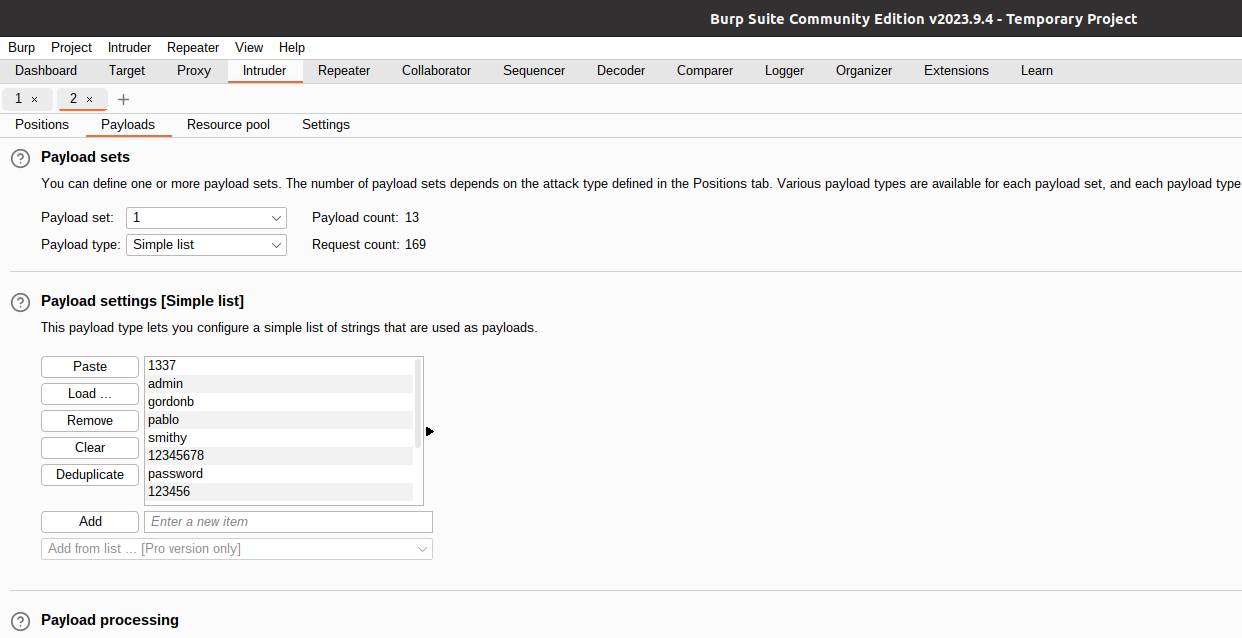 Burp Suite Community Edition v2023.9.4 - Temporary Project
Burp Project Intruder Repeater View Help
Dashboard Target Proxy Intruder Repeater Collaborator Sequencer Decoder Comparer Logger Organizer Extensions Learn
1 × 2 × +
Positions Payloads Resource pool Settings
? Payload sets
You can define one or more payload sets. The number of payload sets depends on the attack type defined in the Positions tab. Various payload types are available for each payload set, and each payload type
Payload set: 1 Payload count: 13
Payload type: Simple list Request count: 169
? Payload settings [Simple list]
This payload type lets you configure a simple list of strings that are used as payloads.
Paste
Load ...
Remove
Clear
Deduplicate
1337
admin
gordonb
pablo
smithy
12345678
password
123456
Add Enter a new item
Add from list ... [Pro version only]
? Payload processing